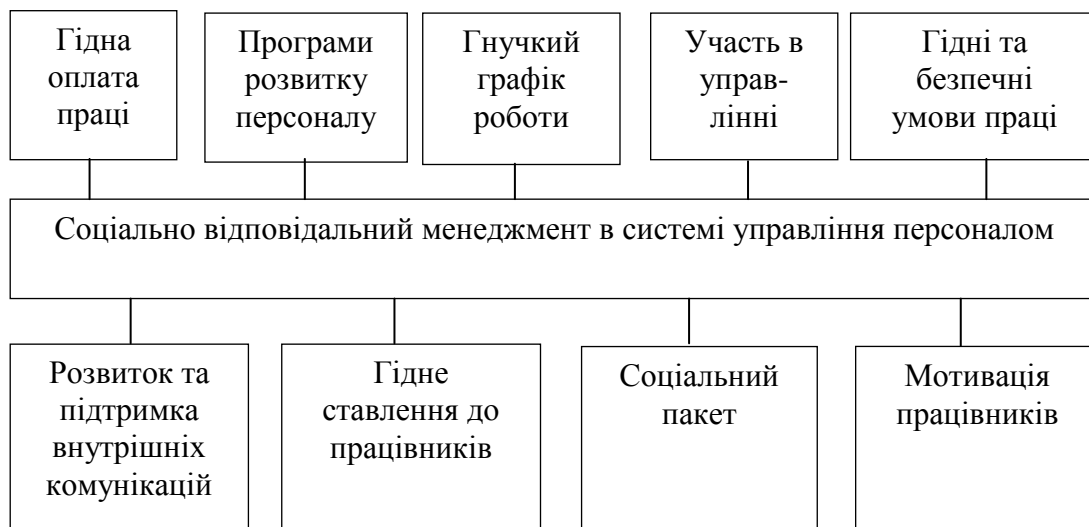 Гідна
оплата
праці
Програми
розвитку
персоналу
Гнучкий
графік
роботи
Участь в
управ-
лінні
Гідні та
безпечні
умови праці
Соціально відповідальний менеджмент в системі управління персоналом
Розвиток та
підтримка
внутрішніх
комунікацій
Гідне
ставлення до
працівників
Соціальний
пакет
Мотивація
працівників